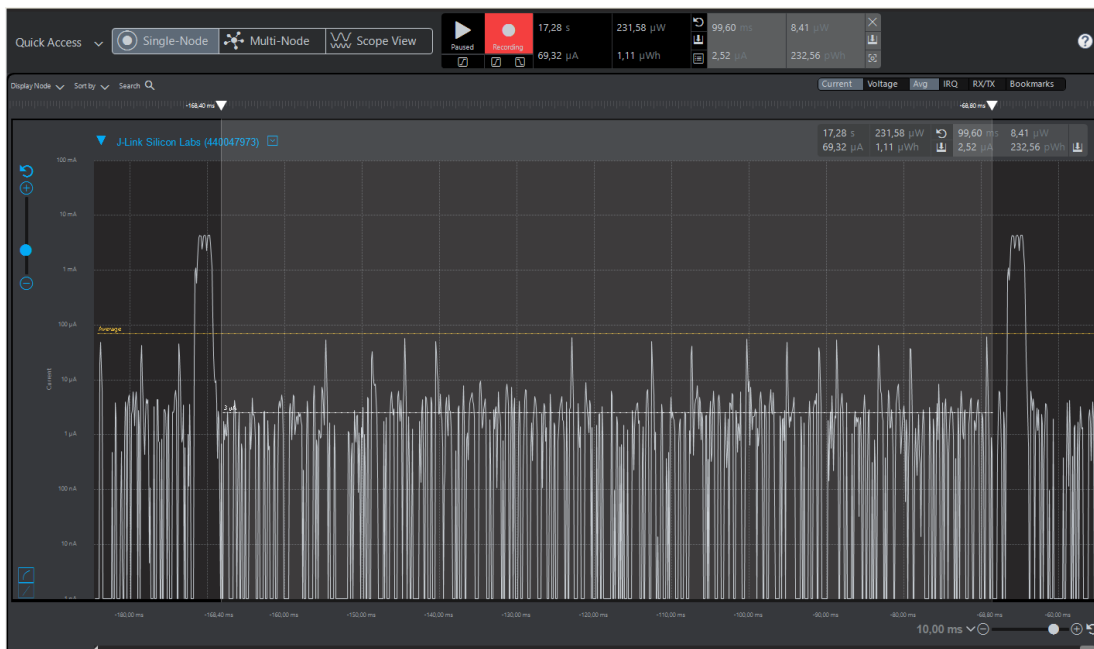 Quick Access Single-Node Multi-Node Scope View
Paused Recording
17,28 s 231,58 µW 99,60 ms 8,41 µW
69,32 µA 1,11 µWh 2,52 µA 232,56 pWh
Display Node Sort by Search Current Voltage Avg IRQ RX/TX Bookmarks
-168,40 ms -68,80 ms
J-Link Silicon Labs (440047973)
17,28 s 231,58 µW 99,60 ms 8,41 µW
69,32 µA 1,11 µWh 2,52 µA 232,56 pWh
100 mA
10 mA
1 mA
100 µA
Average
10 µA
Current
3 µA
1 µA
100 nA
10 nA
-180,00 ms -168,40 ms -160,00 ms -150,00 ms -140,00 ms -130,00 ms -120,00 ms -110,00 ms -100,00 ms -90,00 ms -80,00 ms -68,80 ms -60,00 ms
10,00 ms